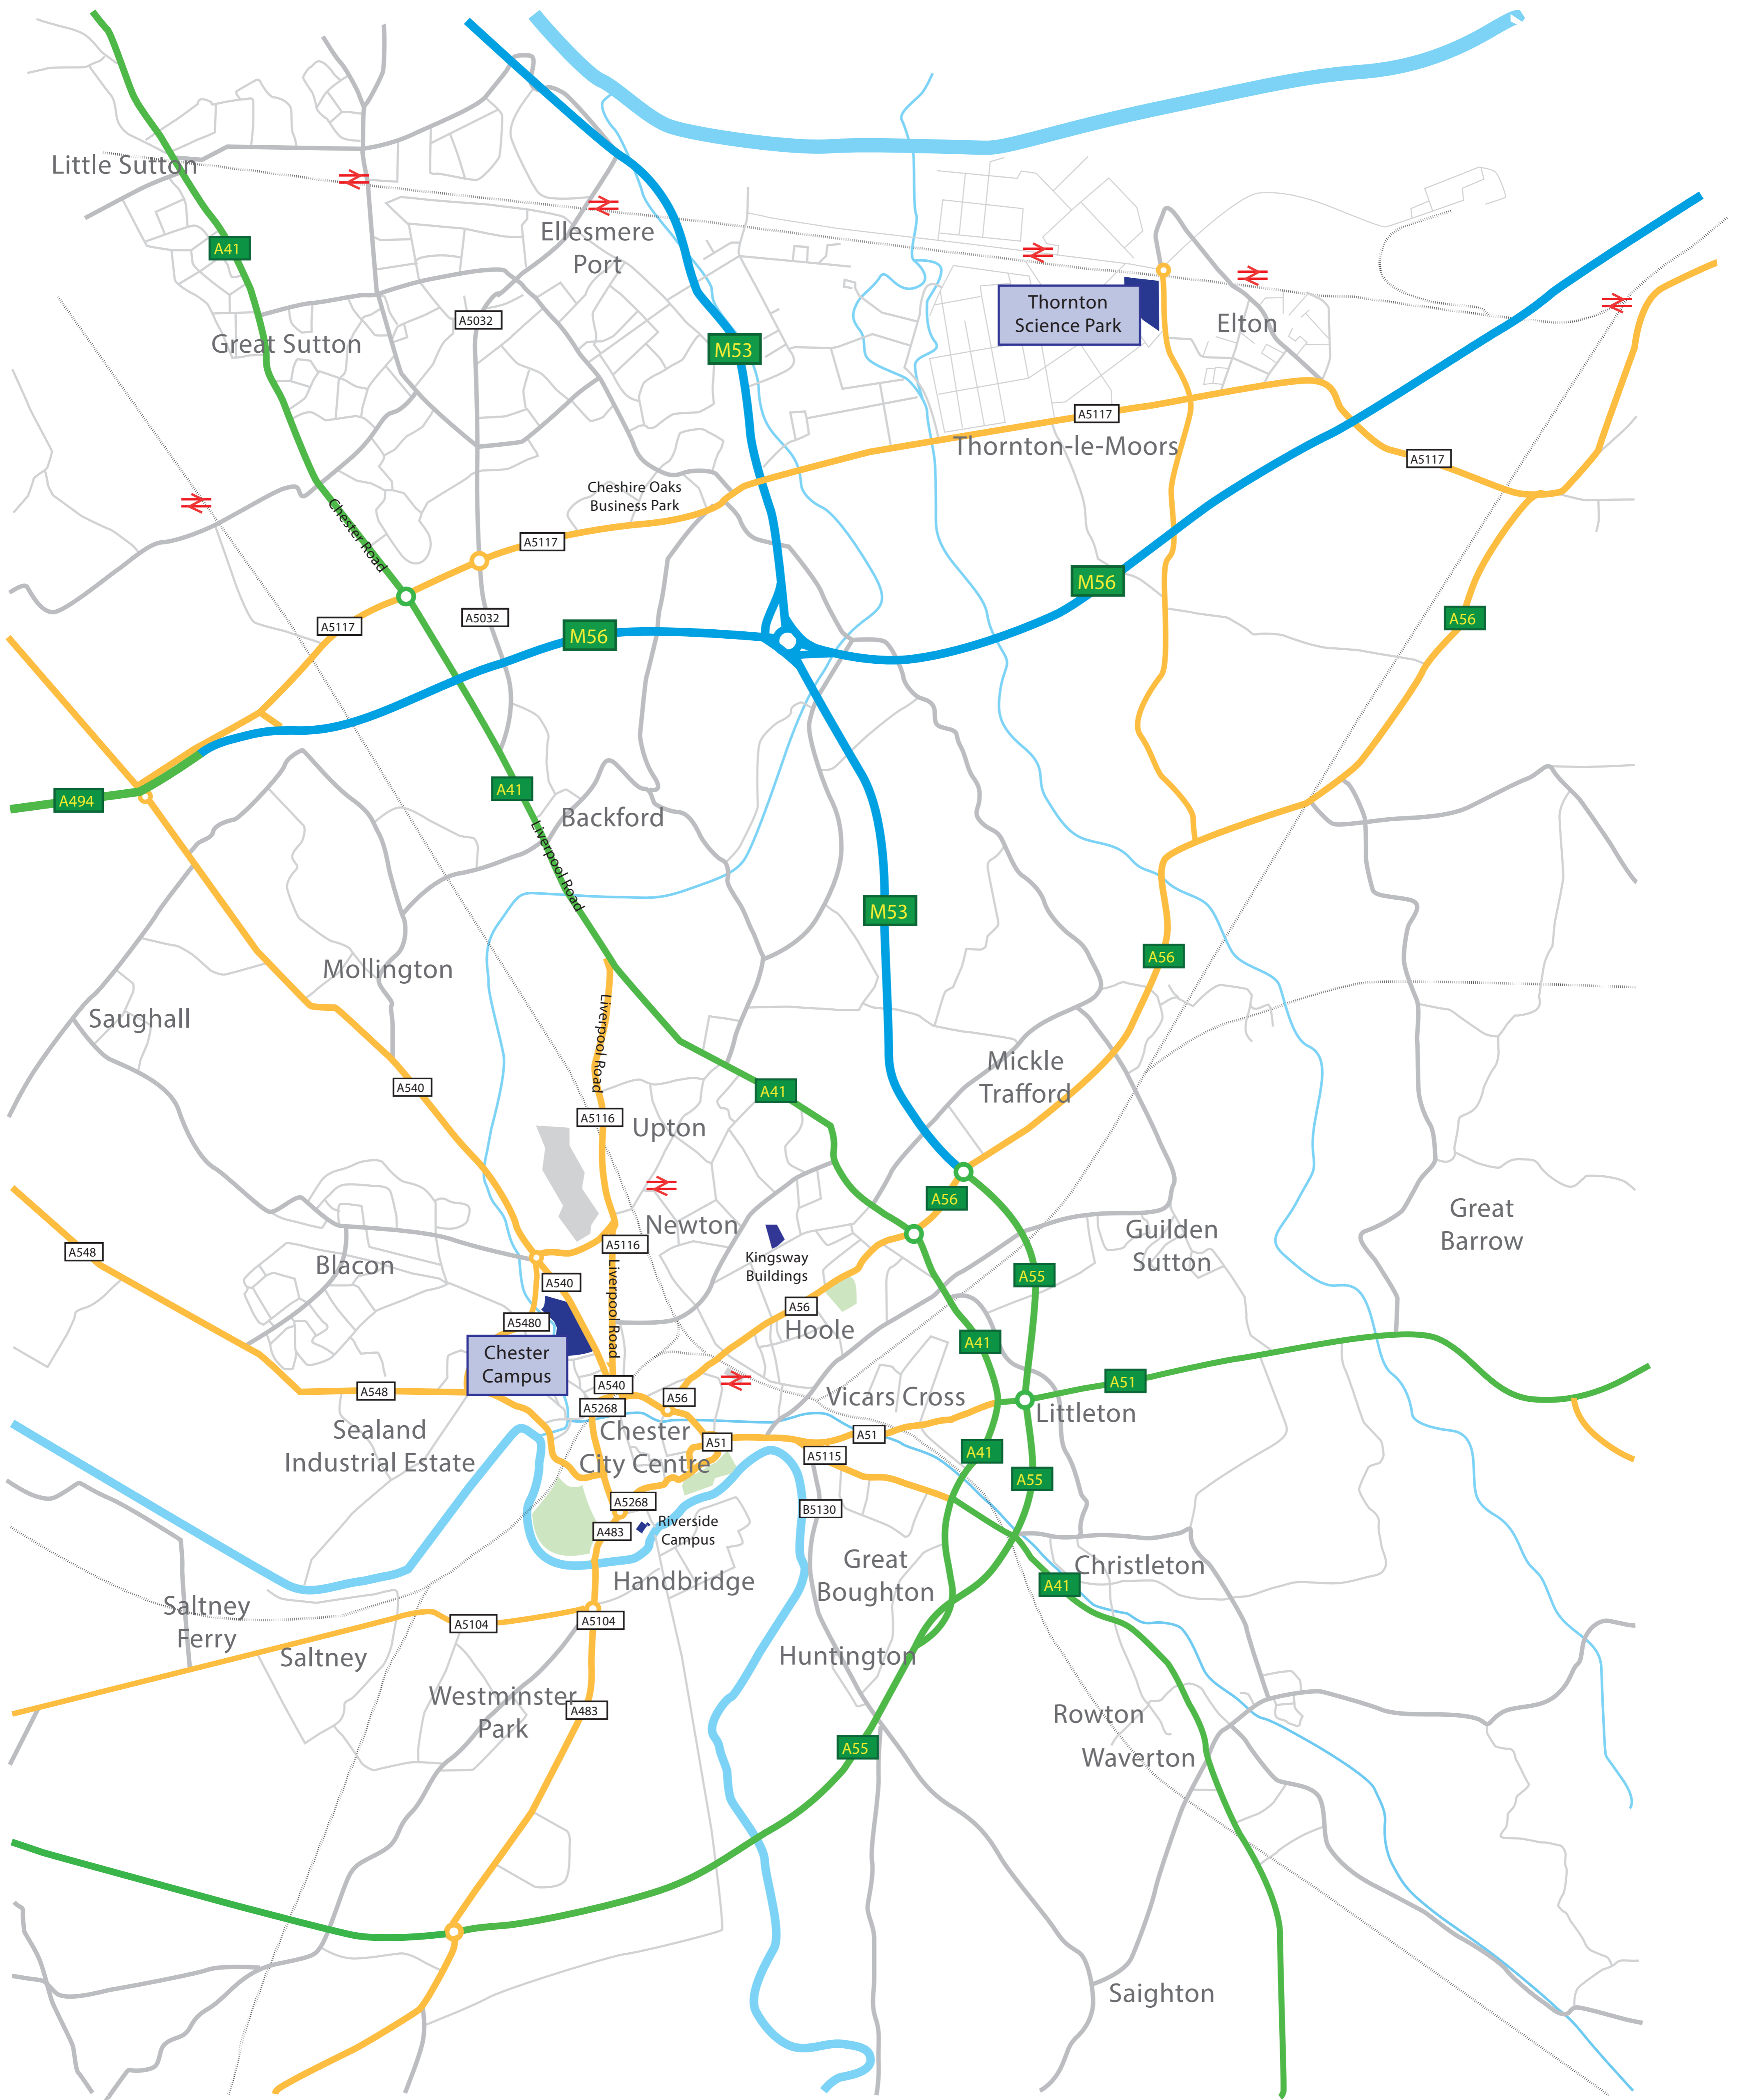 Little Sutton
A41
Ellesmere
Port
Thornton
Science Park
Elton
A5032
Great Sutton
M53
A5117
Thornton-le-Moors
A5117
Cheshire Oaks
Business Park
Chester Road
A5117
M56
A5032
A56
A5117
M56
A41
A494
Backford
Liverpool Road
M53
A56
Mollington
Saughall
Liverpool Road
Mickle
Trafford
A540
A41
A5116
Upton
A56
Great
Barrow
Newton
Guilden
Sutton
A5116
A548
Kingsway
Buildings
Blacon
A55
A540
Liverpool Road
A56
A5480
Hoole
A41
Chester
Campus
A51
A540
A548
A56
Vicars Cross
A5268
Littleton
Sealand
Industrial Estate
Chester
City Centre
A51
A51
A5115
A41
A55
A5268
B5130
A483
Riverside
Campus
Great
Boughton
Christleton
Handbridge
A41
Saltney
Ferry
A5104
A5104
Saltney
Huntington
Westminster
Park
A483
Rowton
A55
Waverton
Saighton